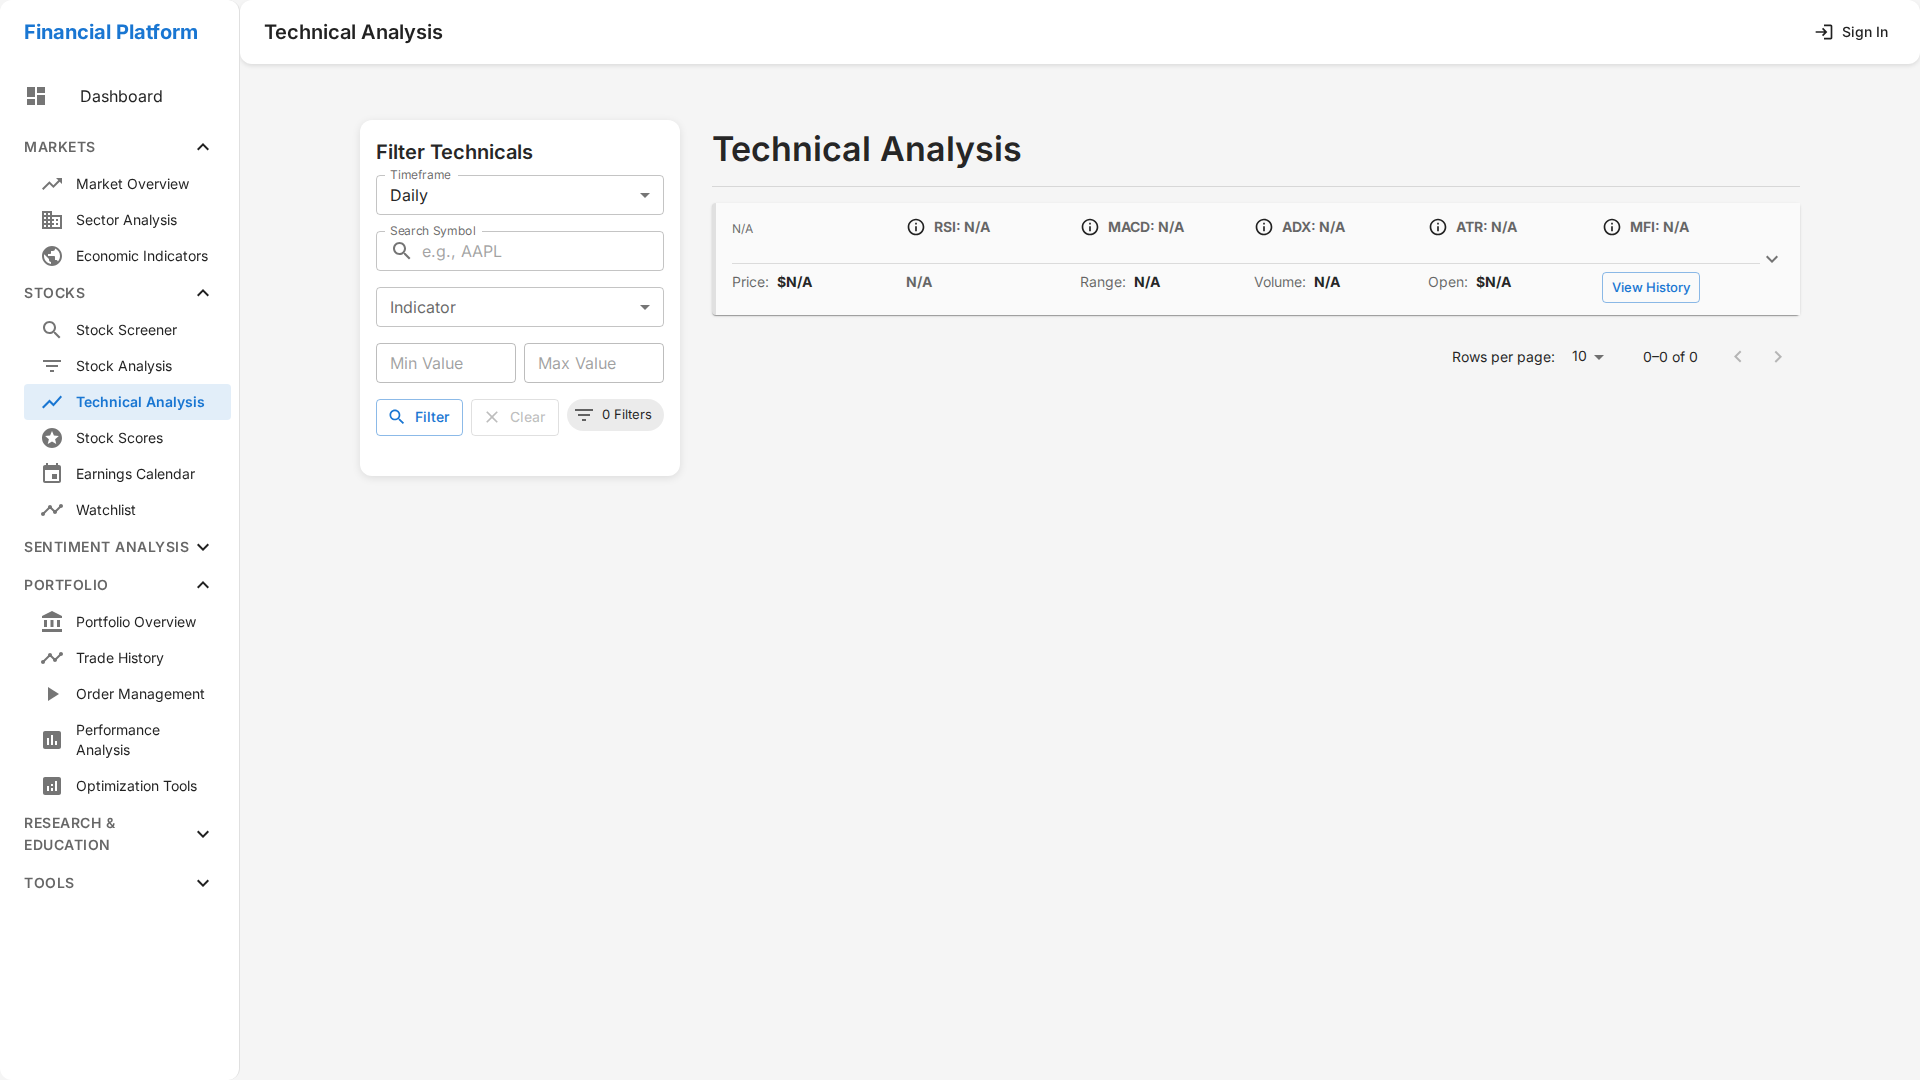 Financial Platform
Technical Analysis
Sign In
Dashboard
MARKETS
Market Overview
Sector Analysis
Economic Indicators
STOCKS
Stock Screener
Stock Analysis
Technical Analysis
Stock Scores
Earnings Calendar
Watchlist
SENTIMENT ANALYSIS
PORTFOLIO
Portfolio Overview
Trade History
Order Management
Performance
Analysis
Optimization Tools
RESEARCH &
EDUCATION
TOOLS
Filter Technicals
Timeframe
Daily
Search Symbol
e.g., AAPL
Indicator
Min Value Max Value
Filter Clear 0 Filters
Technical Analysis
N/A RSI: N/A MACD: N/A ADX: N/A ATR: N/A MFI: N/A
Price: $N/A N/A Range: N/A Volume: N/A Open: $N/A View History
Rows per page: 10 0–0 of 0